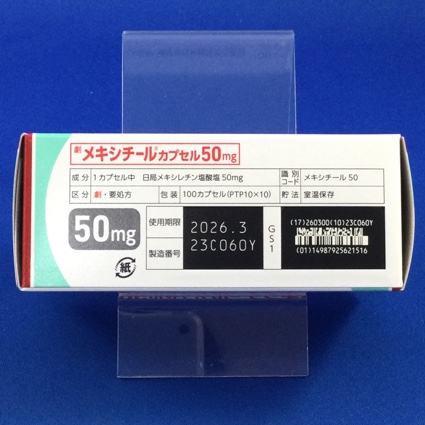 劇 メキシチール®カプセル50mg
成分 1カプセル中 日局メキシレチン塩酸塩 50mg 識別コード メキシチール 50
区分 劇・要処方 包装 100カプセル(PTP10×10) 貯法 室温保存
50mg
使用期限 2026.3
製造番号 23C060Y
GS1
(17)260300(10)23C060Y
(01)14987925621516
紙